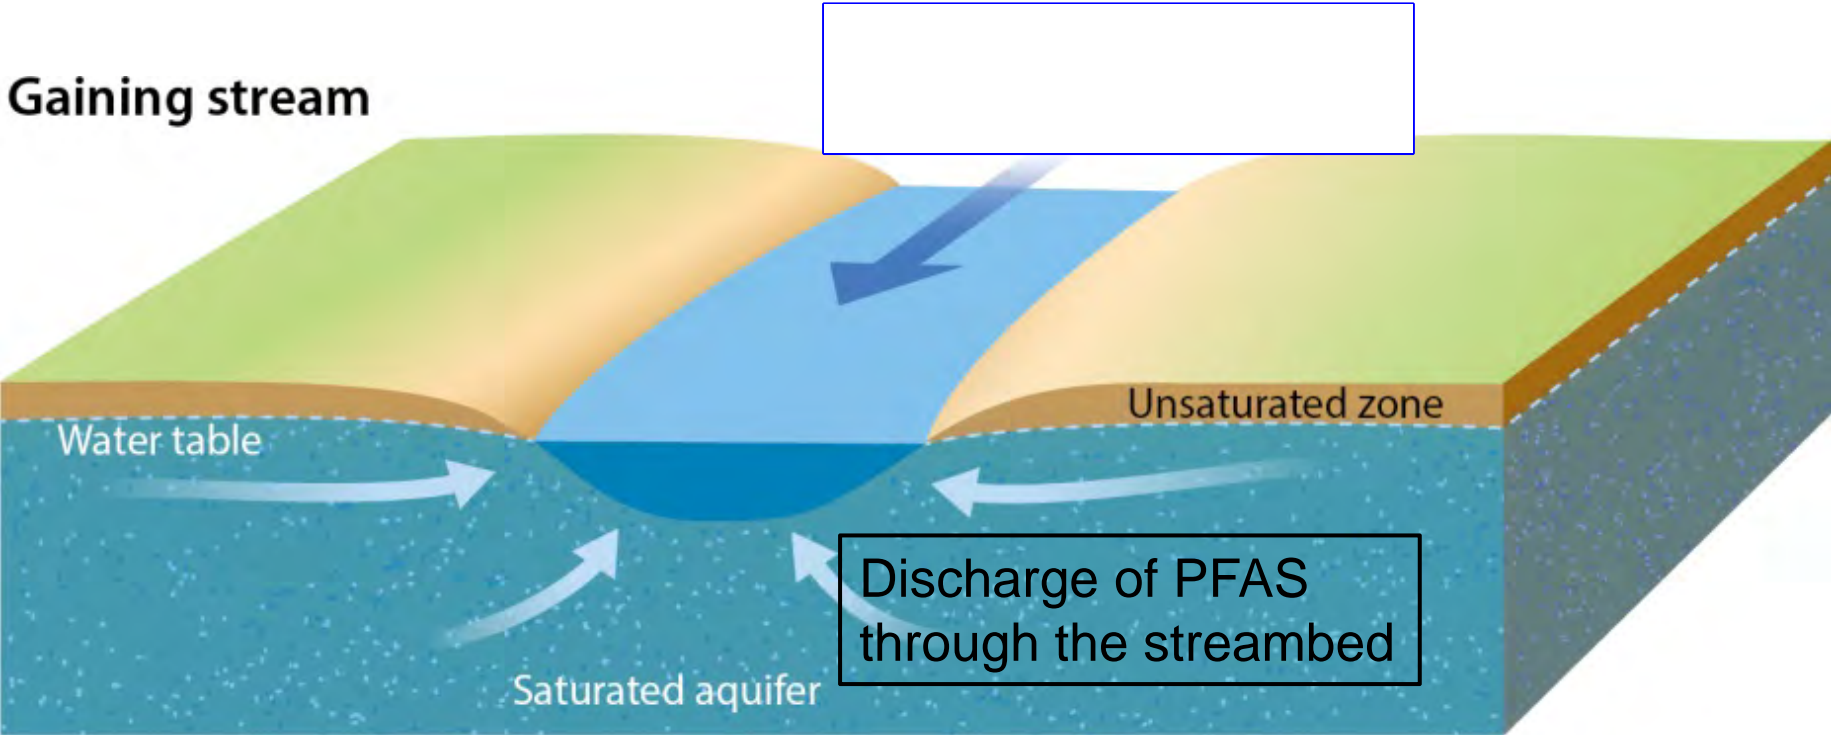 Gaining stream
Unsaturated zone
Water table
Discharge of PFAS
through the streambed
Saturated aquifer